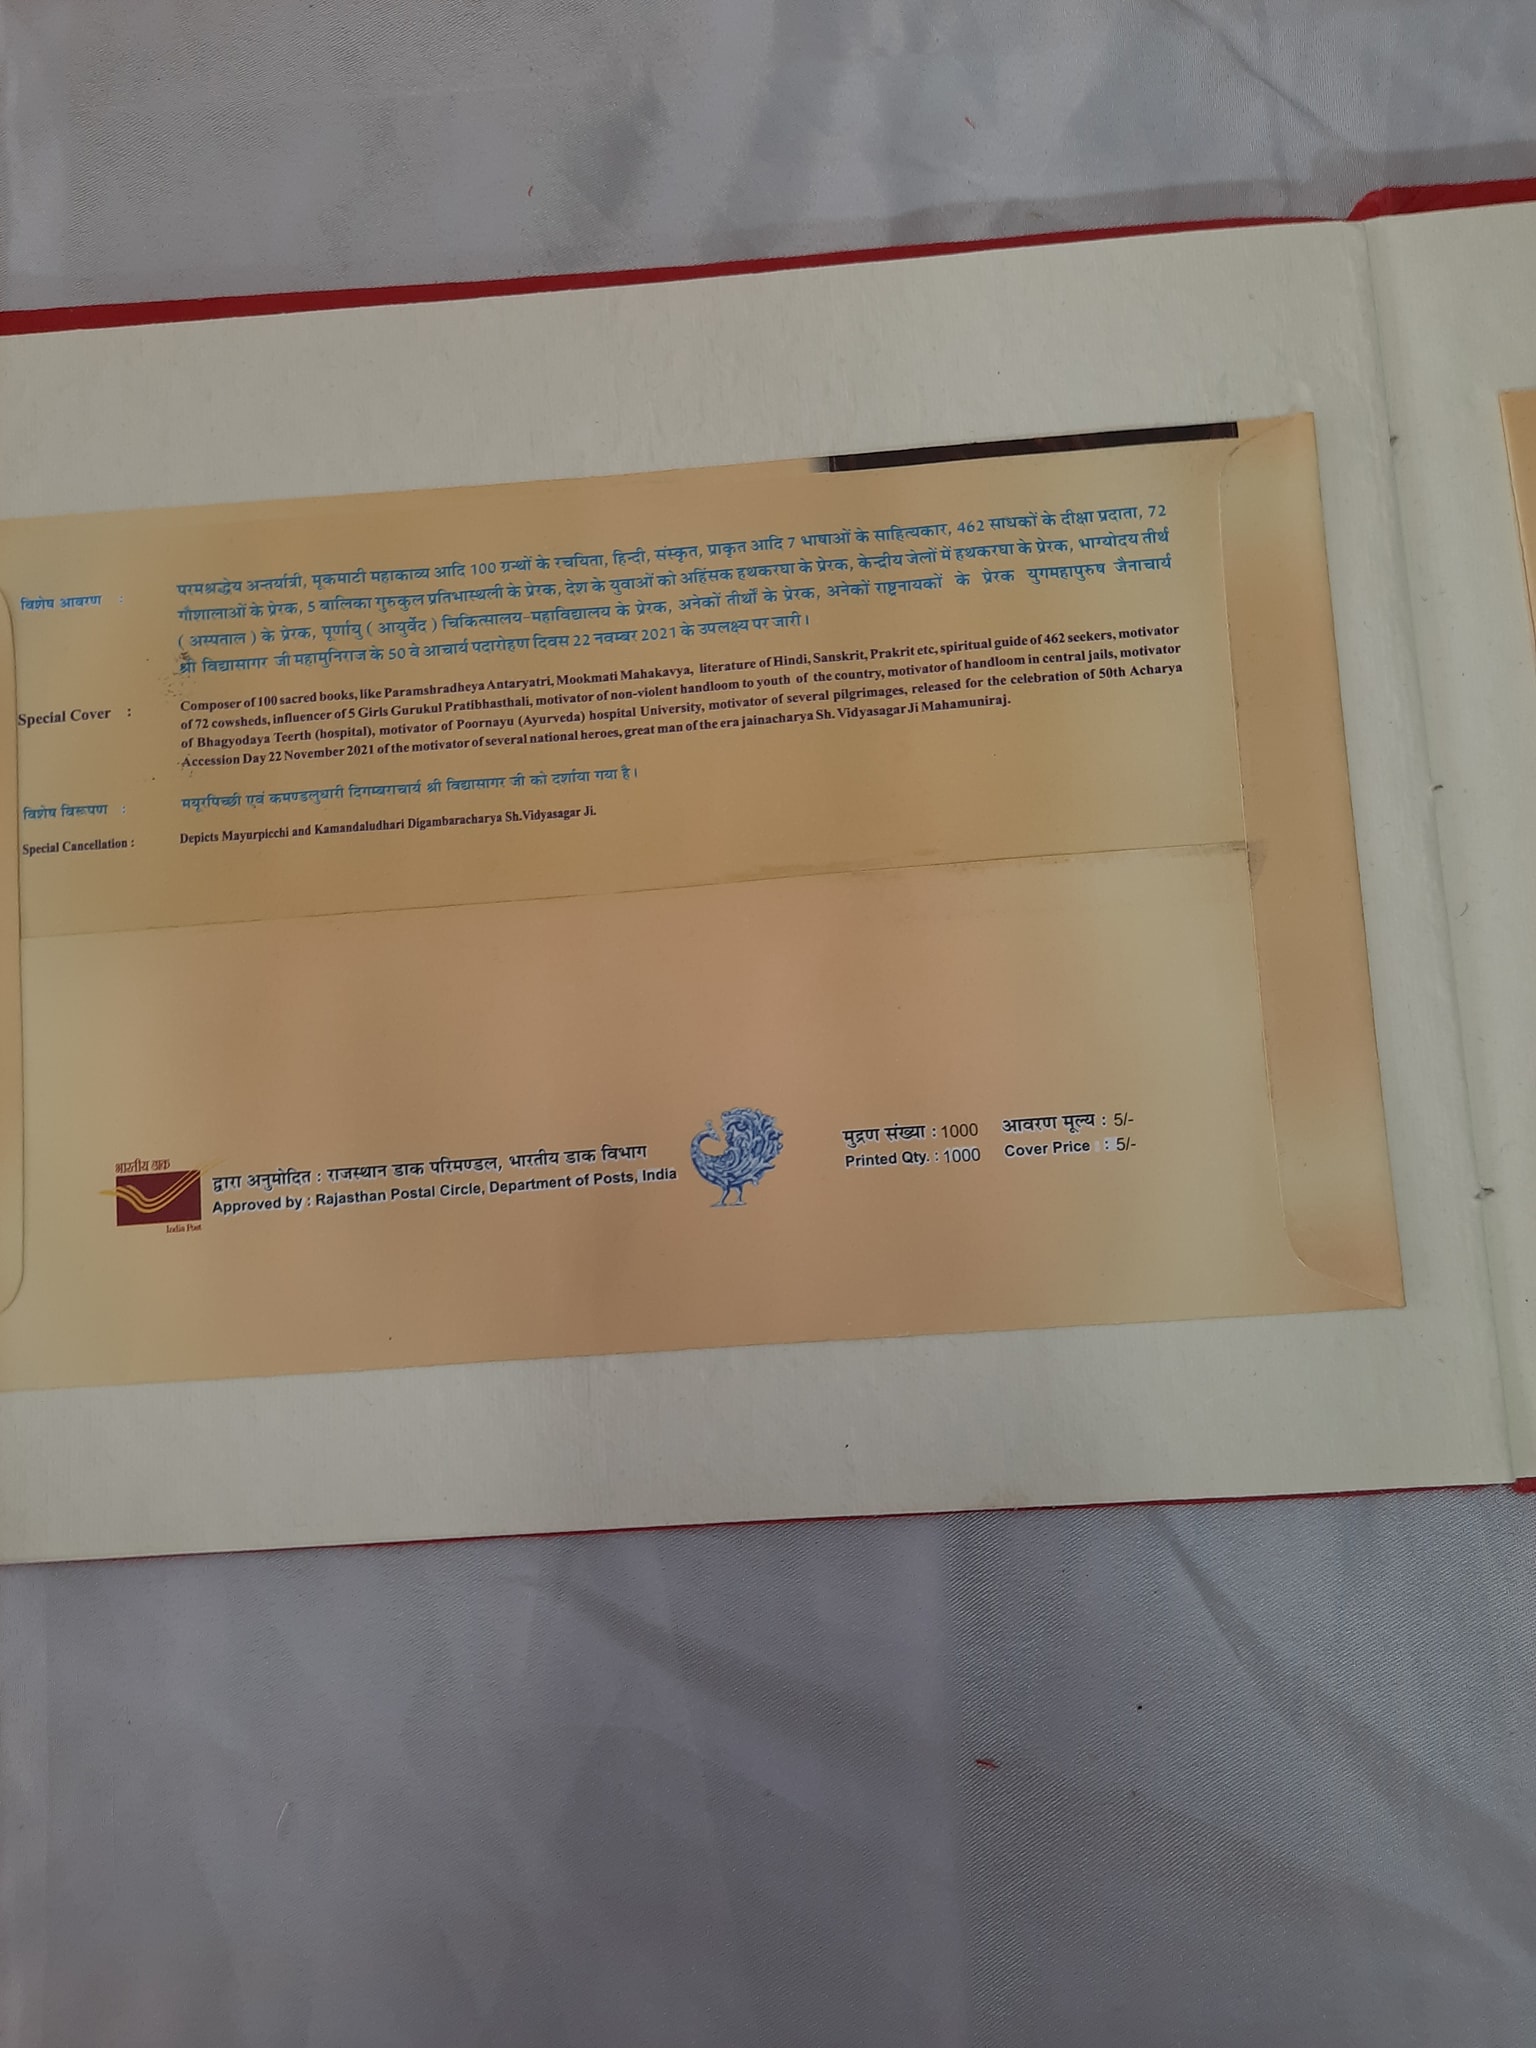 विशेष आवरण :
परमश्रद्धेय अन्तर्यात्री, मूकमाटी महाकाव्य आदि 100 ग्रन्थों के रचयिता, हिन्दी, संस्कृत, प्राकृत आदि 7 भाषाओं के साहित्यकार, 462 साधकों के दीक्षा प्रदाता, 72
गौशालाओं के प्रेरक, 5 बालिका गुरुकुल प्रतिभास्थली के प्रेरक, देश के युवाओं को अहिंसक हथकरघा के प्रेरक, केन्द्रीय जेलों में हथकरघा के प्रेरक, भाग्योदय तीर्थ
( अस्पताल ) के प्रेरक, पूर्णायु ( आयुर्वेद ) चिकित्सालय-महाविद्यालय के प्रेरक, अनेकों तीर्थों के प्रेरक, अनेकों राष्ट्रनायकों के प्रेरक युगमहापुरुष जैनाचार्य
श्री विद्यासागर जी महामुनिराज के 50 वे आचार्य पदारोहण दिवस 22 नवम्बर 2021 के उपलक्ष्य पर जारी।
Special Cover :
Composer of 100 sacred books, like Paramshradheya Antaryatri, Mookmati Mahakavya, literature of Hindi, Sanskrit, Prakrit etc, spiritual guide of 462 seekers, motivator
of 72 cowsheds, influencer of 5 Girls Gurukul Pratibhasthali, motivator of non-violent handloom to youth of the country, motivator of handloom in central jails, motivator
of Bhagyodaya Teerth (hospital), motivator of Poornayu (Ayurveda) hospital University, motivator of several pilgrimages, released for the celebration of 50th Acharya
Accession Day 22 November 2021 of the motivator of several national heroes, great man of the era jainacharya Sh. Vidyasagar Ji Mahamuniraj.
विशेष विरूपण : मयूरपिच्छी एवं कमण्डलुधारी दिगम्बराचार्य श्री विद्यासागर जी को दर्शाया गया है।
Special Cancellation : Depicts Mayurpicchi and Kamandaludhari Digambaracharya Sh.Vidyasagar Ji.
भारतीय डाक
India Post
द्वारा अनुमोदित : राजस्थान डाक परिमण्डल, भारतीय डाक विभाग
Approved by : Rajasthan Postal Circle, Department of Posts, India
मुद्रण संख्या : 1000 आवरण मूल्य : 5/-
Printed Qty. : 1000 Cover Price : 5/-